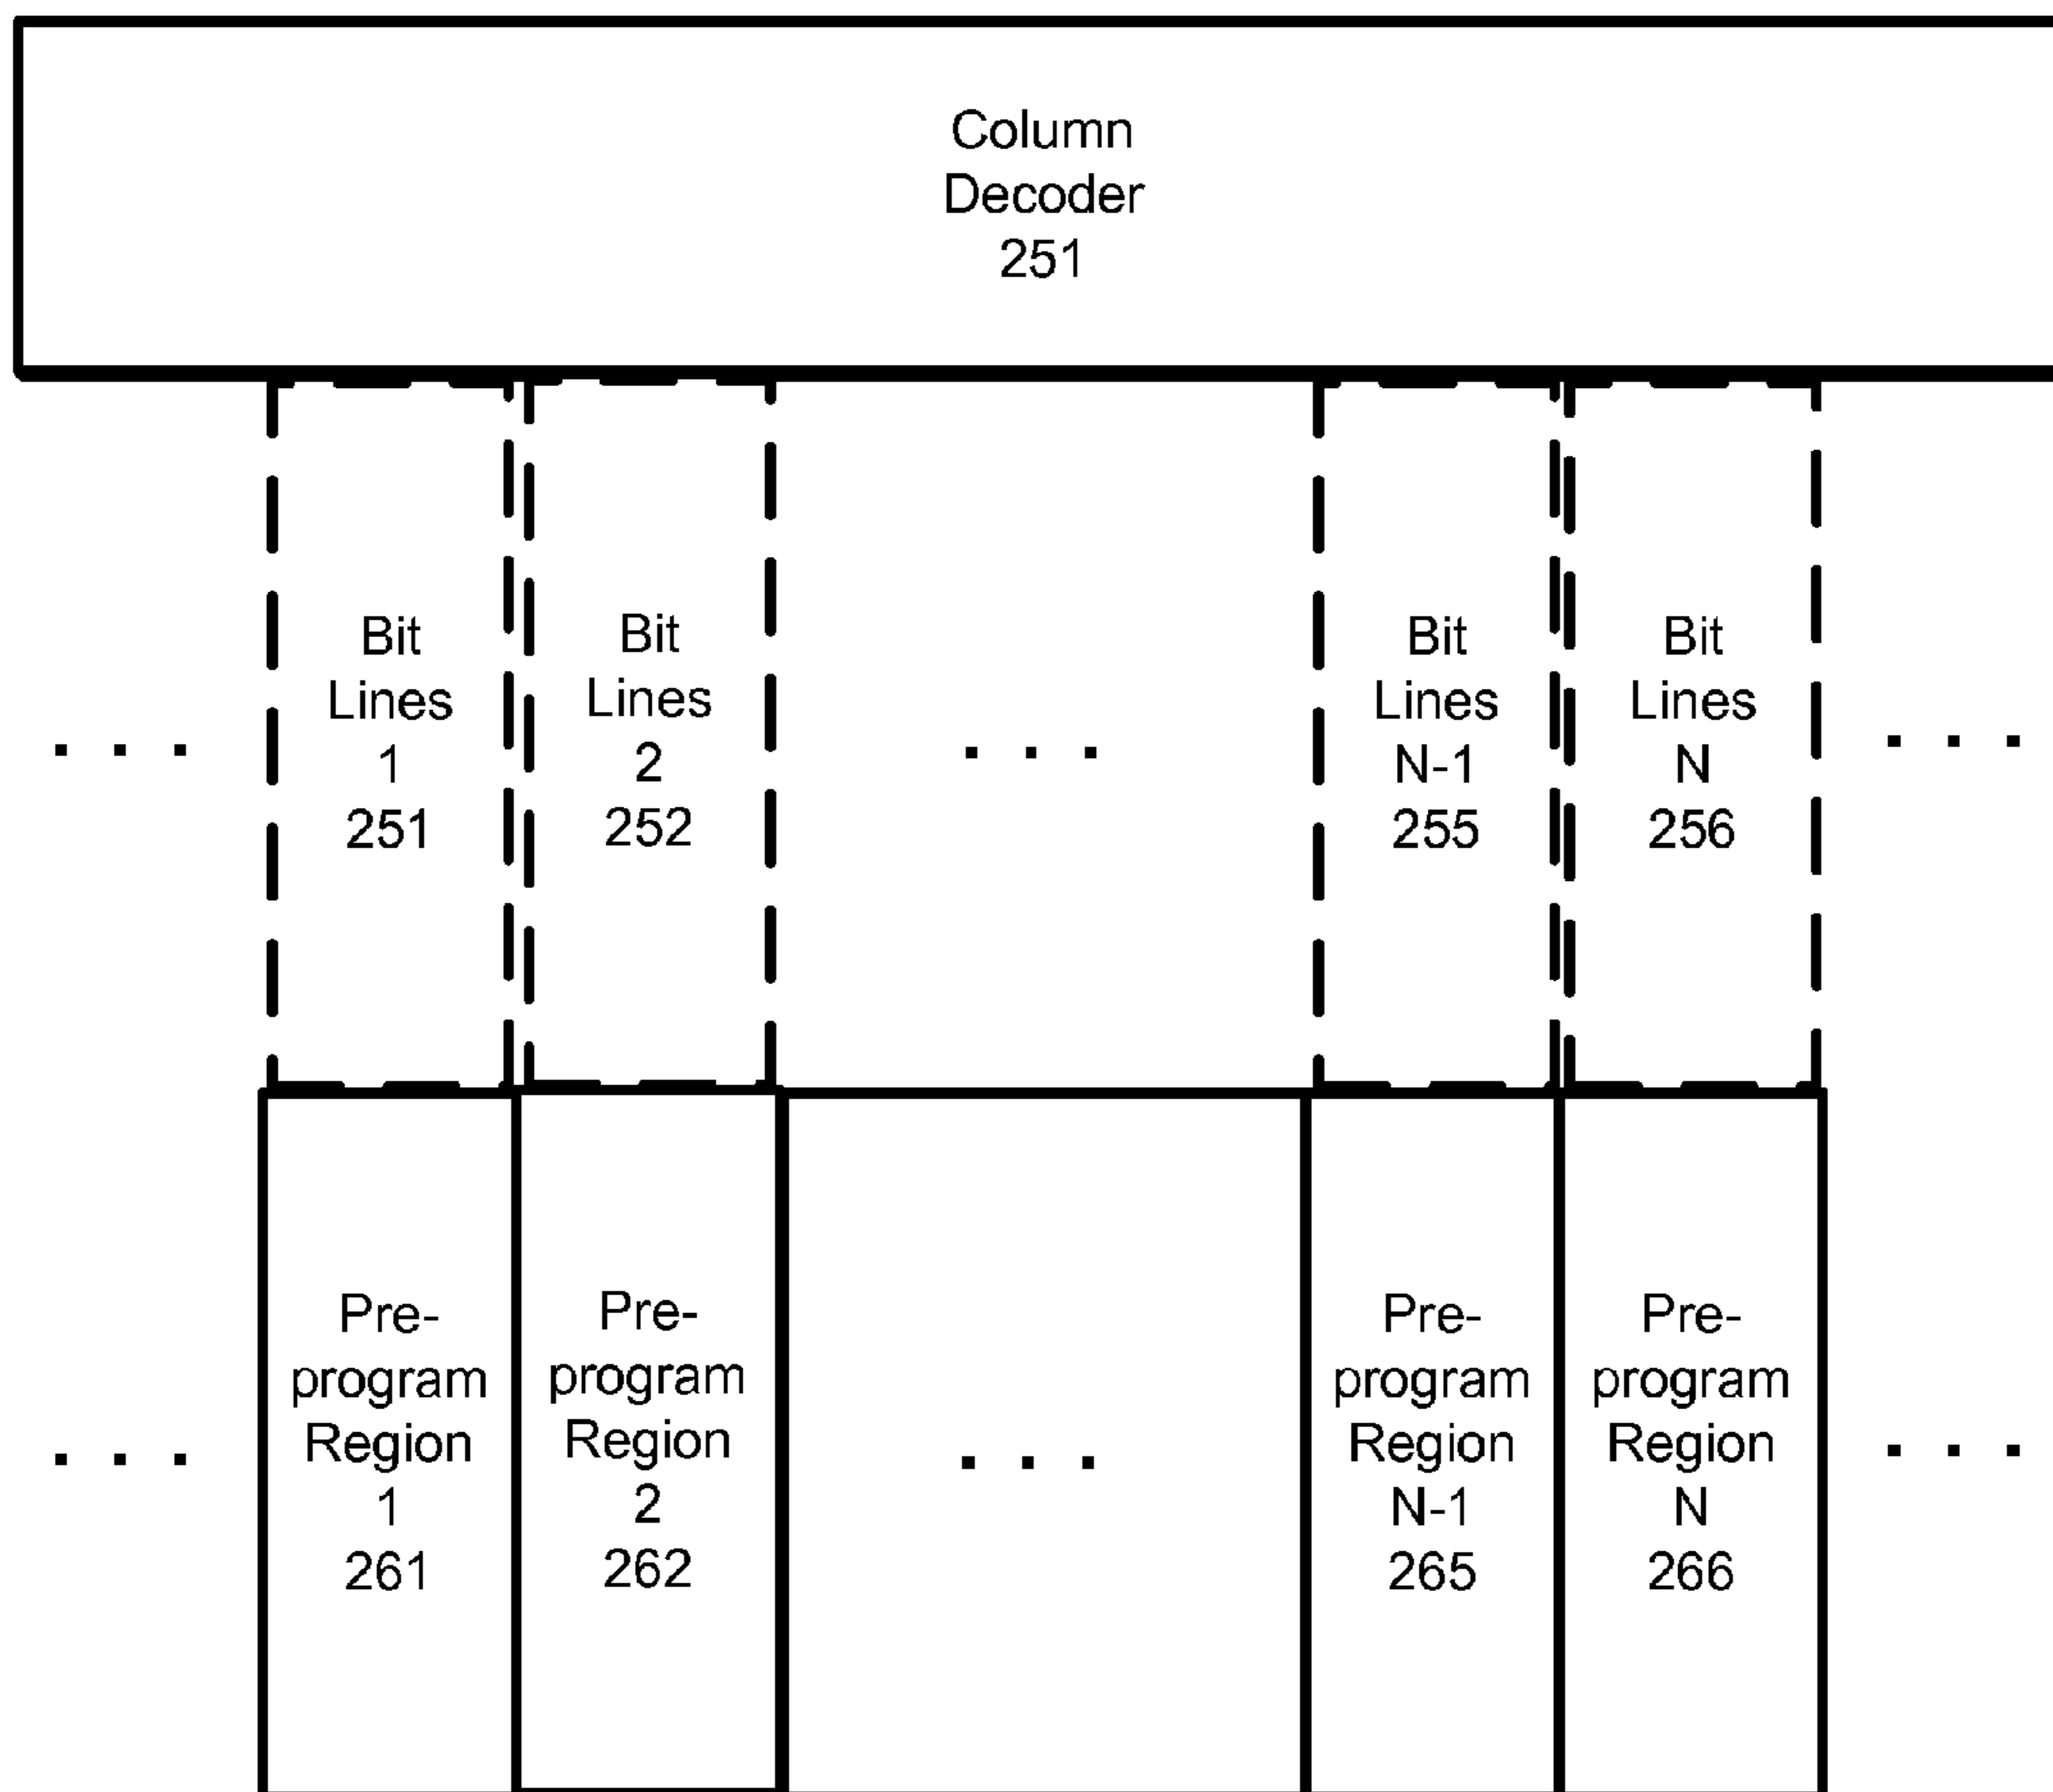 Column
Decoder
251
Bit
Lines
1
251
Bit
Lines
2
252
. . .
Bit
Lines
N-1
255
Bit
Lines
N
256
. . .
. . .
Pre-
program
Region
1
261
Pre-
program
Region
2
262
. . .
Pre-
program
Region
N-1
265
Pre-
program
Region
N
266
. . .
. . .